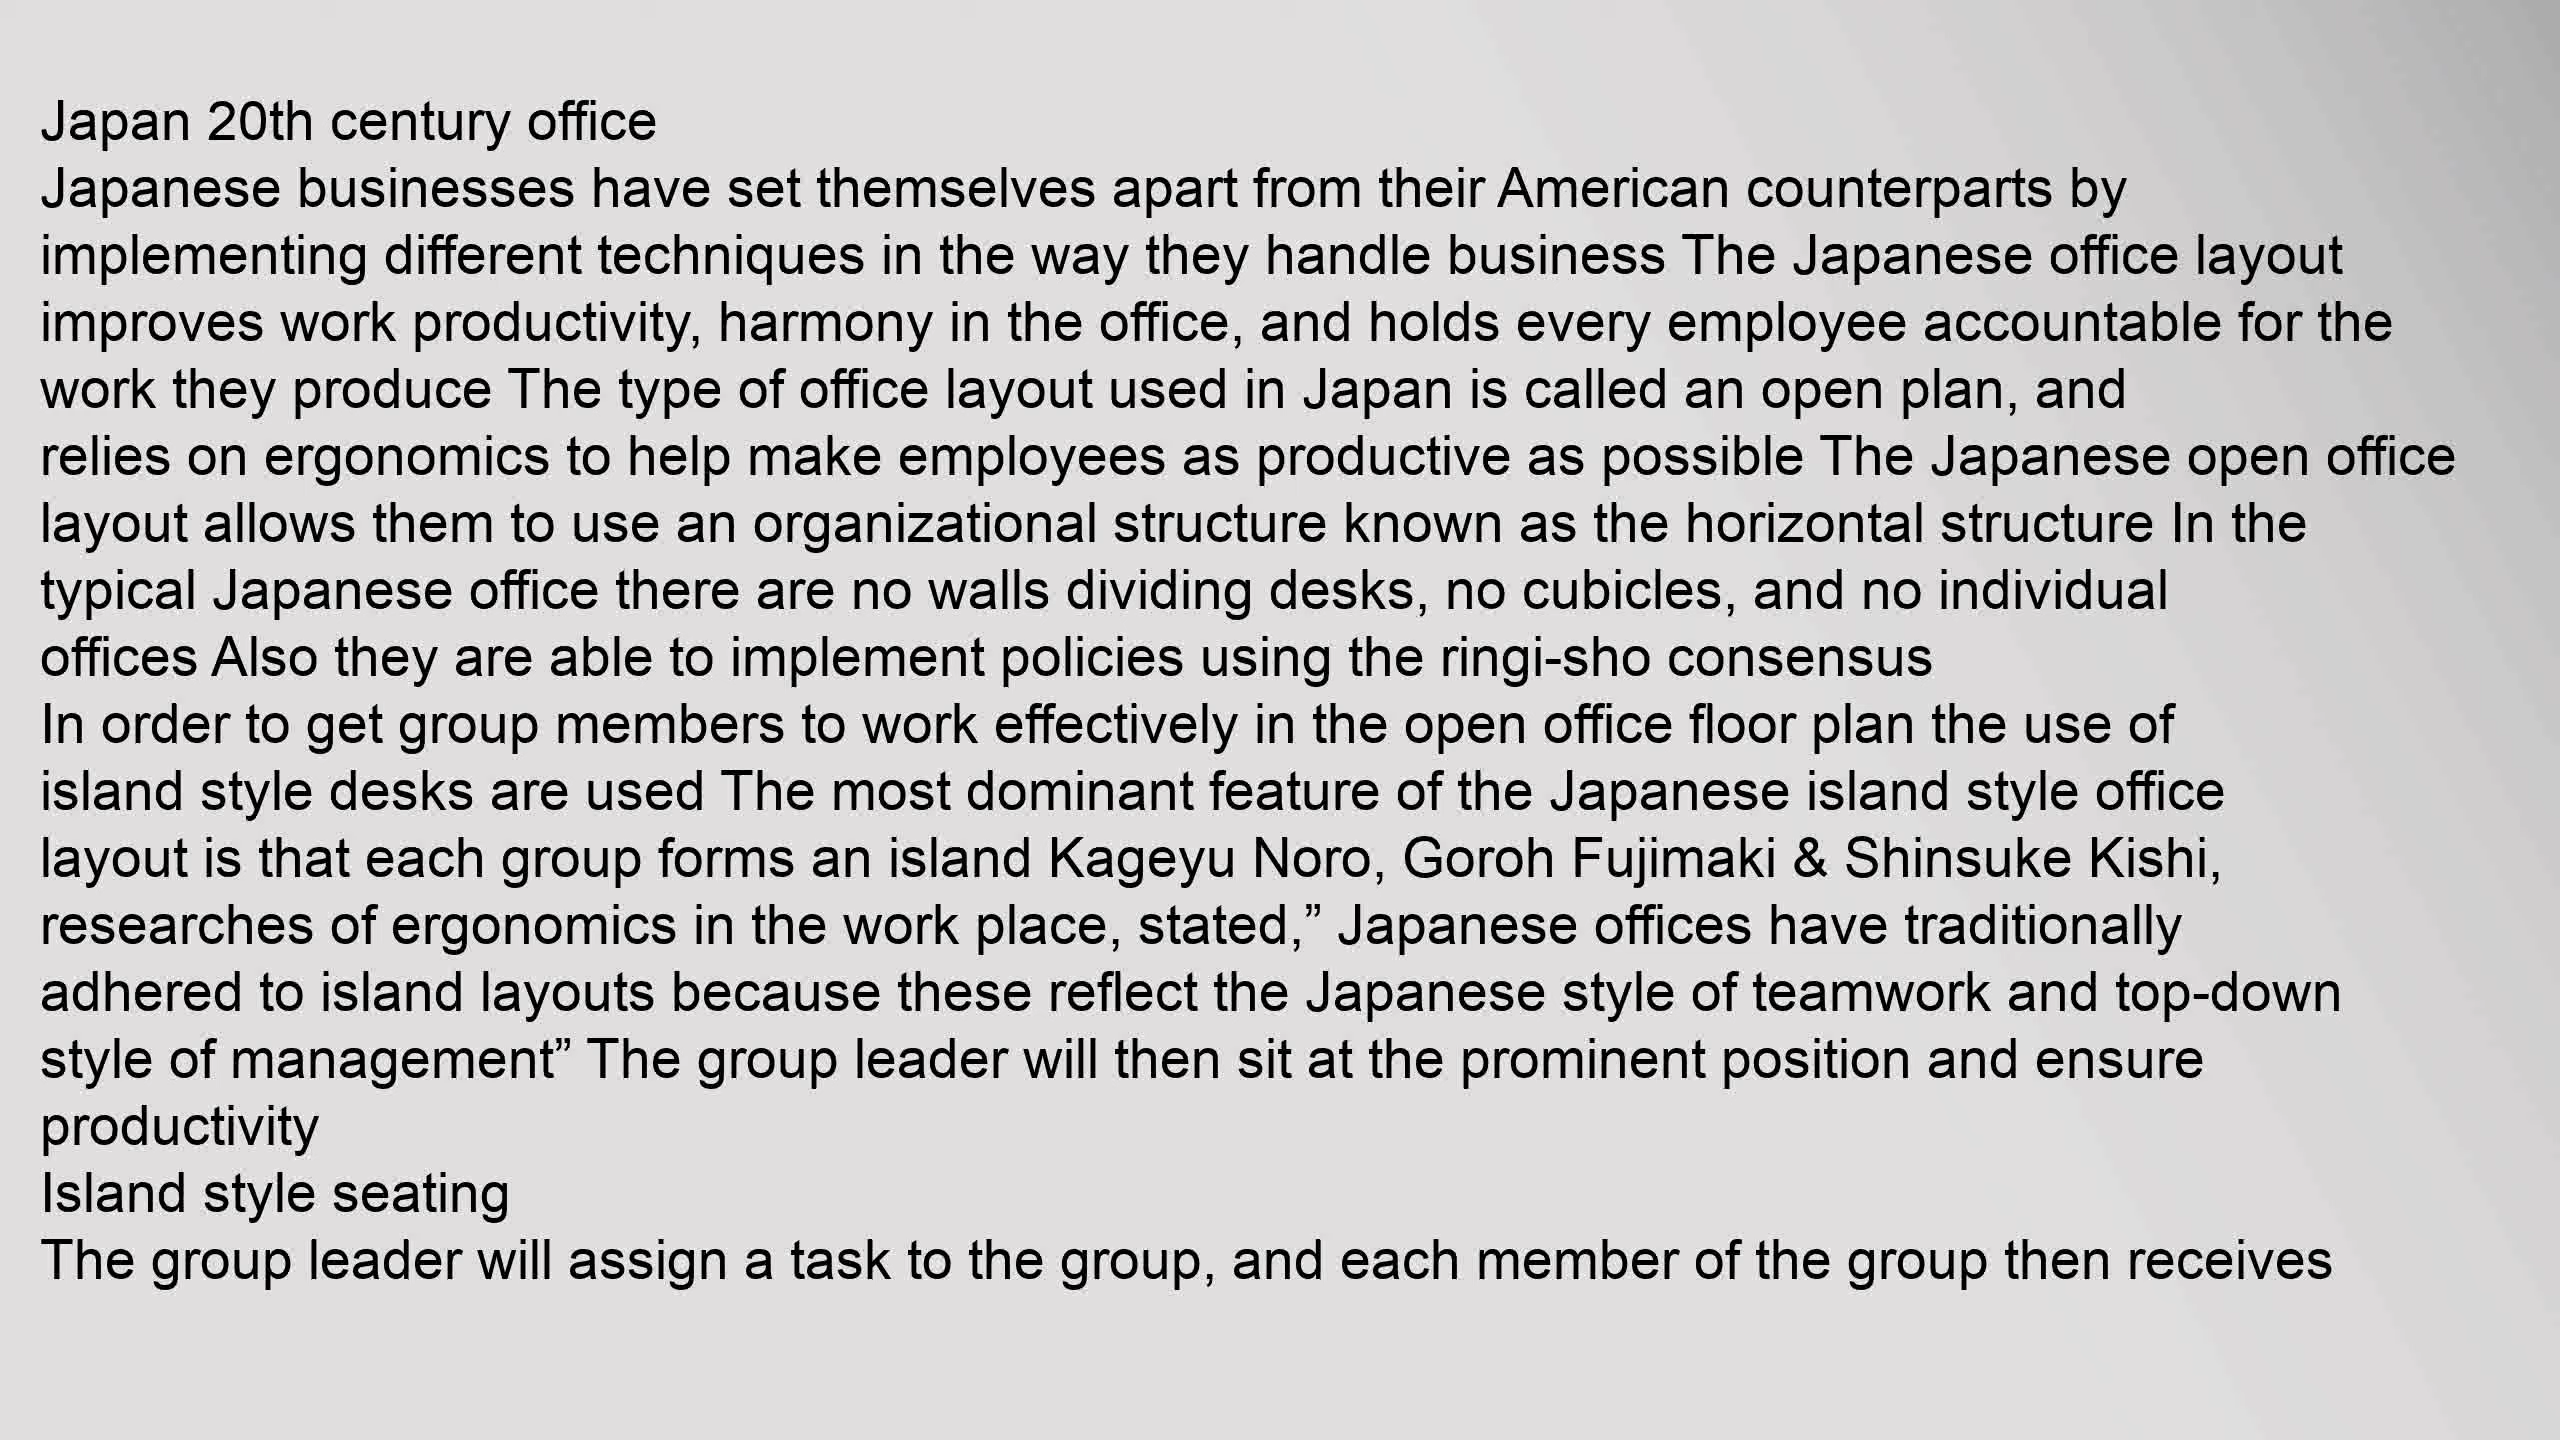 Japan 20th century office
Japanese businesses have set themselves apart from their American counterparts by
implementing different techniques in the way they handle business The Japanese office layout
improves work productivity, harmony in the office, and holds every employee accountable for the
work they produce The type of office layout used in Japan is called an open plan, and
relies on ergonomics to help make employees as productive as possible The Japanese open office
layout allows them to use an organizational structure known as the horizontal structure In the
typical Japanese office there are no walls dividing desks, no cubicles, and no individual
offices Also they are able to implement policies using the ringi-sho consensus
In order to get group members to work effectively in the open office floor plan the use of
island style desks are used The most dominant feature of the Japanese island style office
layout is that each group forms an island Kageyu Noro, Goroh Fujimaki & Shinsuke Kishi,
researches of ergonomics in the work place, stated,” Japanese offices have traditionally
adhered to island layouts because these reflect the Japanese style of teamwork and top-down
style of management” The group leader will then sit at the prominent position and ensure
productivity
Island style seating
The group leader will assign a task to the group, and each member of the group then receives